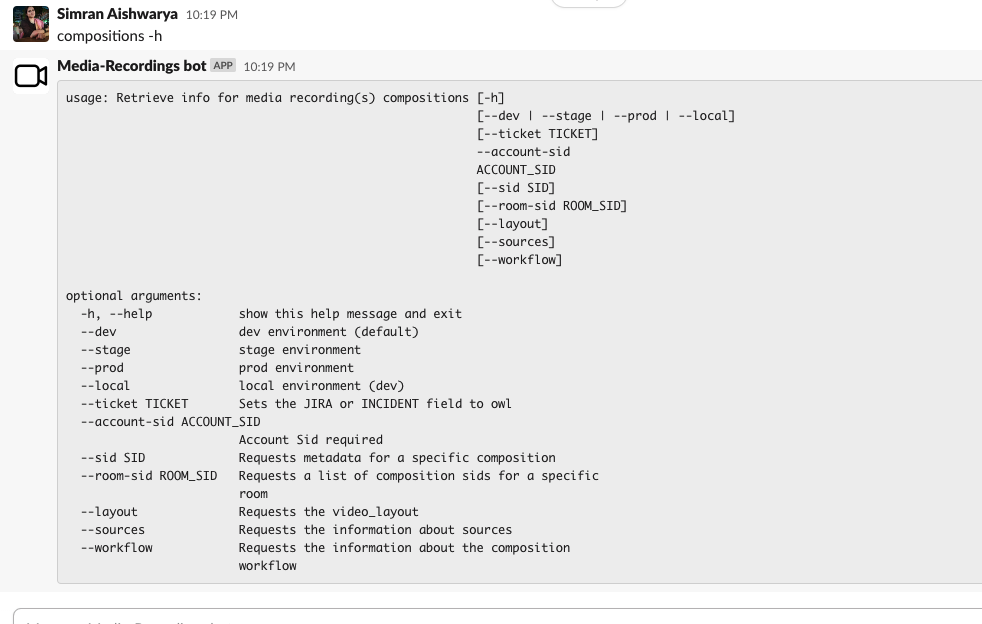 Simran Aishwarya 10:19 PM
compositions -h
Media-Recordings bot APP 10:19 PM
usage: Retrieve info for media recording(s) compositions [-h]
[--dev | --stage | --prod | --local]
[--ticket TICKET]
--account-sid
ACCOUNT_SID
[--sid SID]
[--room-sid ROOM_SID]
[--layout]
[--sources]
[--workflow]
optional arguments:
-h, --help show this help message and exit
--dev dev environment (default)
--stage stage environment
--prod prod environment
--local local environment (dev)
--ticket TICKET Sets the JIRA or INCIDENT field to owl
--account-sid ACCOUNT_SID
Account Sid required
--sid SID Requests metadata for a specific composition
--room-sid ROOM_SID Requests a list of composition sids for a specific
room
--layout Requests the video_layout
--sources Requests the information about sources
--workflow Requests the information about the composition
workflow